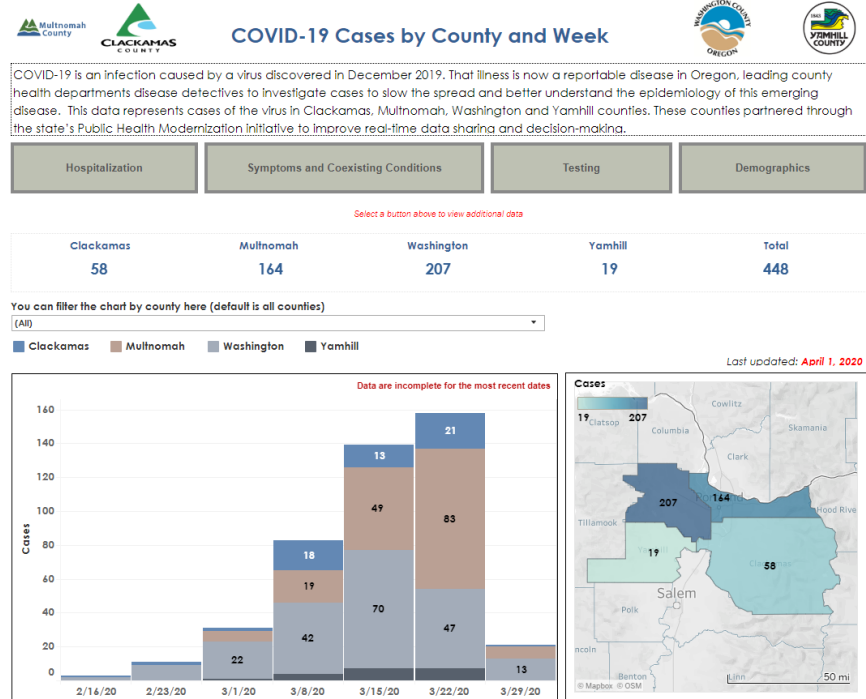 Multnomah
County
CLACKAMAS
COUNTY
COVID-19 Cases by County and Week
WASHINGTON COUNTY
OREGON
1843
YAMHILL
COUNTY
COVID-19 is an infection caused by a virus discovered in December 2019. That illness is now a reportable disease in Oregon, leading county
health departments disease detectives to investigate cases to slow the spread and better understand the epidemiology of this emerging
disease. This data represents cases of the virus in Clackamas, Multnomah, Washington and Yamhill counties. These counties partnered through
the state's Public Health Modernization initiative to improve real-time data sharing and decision-making.
Hospitalization
Symptoms and Coexisting Conditions
Testing
Demographics
Select a button above to view additional data
Clackamas Multnomah Washington Yamhill Total
58 164 207 19 448
You can filter the chart by county here (default is all counties)
(All)
Clackamas Multnomah Washington Yamhill
Last updated: April 1, 2020
Data are incomplete for the most recent dates
Cases
160
140
120
100
80
60
40
20
0
22
18
19
42
13
49
70
21
83
47
13
2/16/20 2/23/20 3/1/20 3/8/20 3/15/20 3/22/20 3/29/20
Cases
19 207
Clatsop
Columbia
Cowlitz
Skamania
Clark
207
164
Hood Rive
Tillamook
19
Clackamas
58
Salem
Polk
ncoln
Benton
Linn
50 mi
© Mapbox © OSM